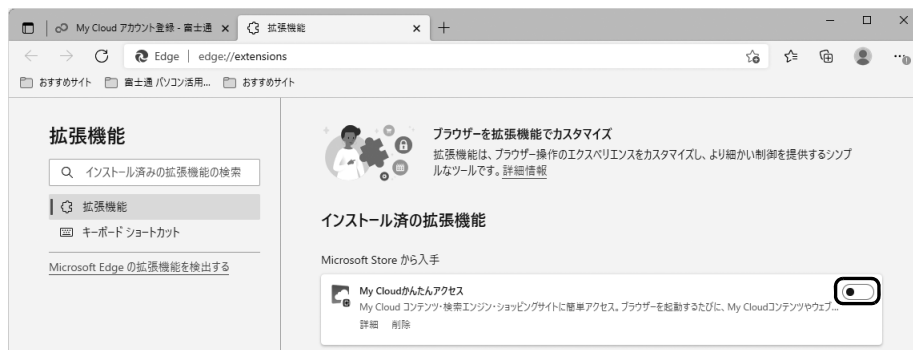 My Cloud アカウント登録 - 富士通
拡張機能
Edge | edge://extensions
おすすめサイト
富士通 パソコン活用...
おすすめサイト
拡張機能
インストール済みの拡張機能の検索
拡張機能
キーボード ショートカット
Microsoft Edge の拡張機能を検出する
ブラウザーを拡張機能でカスタマイズ
拡張機能は、ブラウザー操作のエクスペリエンスをカスタマイズし、より細かい制御を提供するシンプ
ルなツールです。詳細情報
インストール済の拡張機能
Microsoft Store から入手
My Cloudかんたんアクセス
My Cloud コンテンツ・検索エンジン・ショッピングサイトに簡単アクセス。ブラウザーを起動するたびに、My Cloudコンテンツやウェブ...
詳細 削除